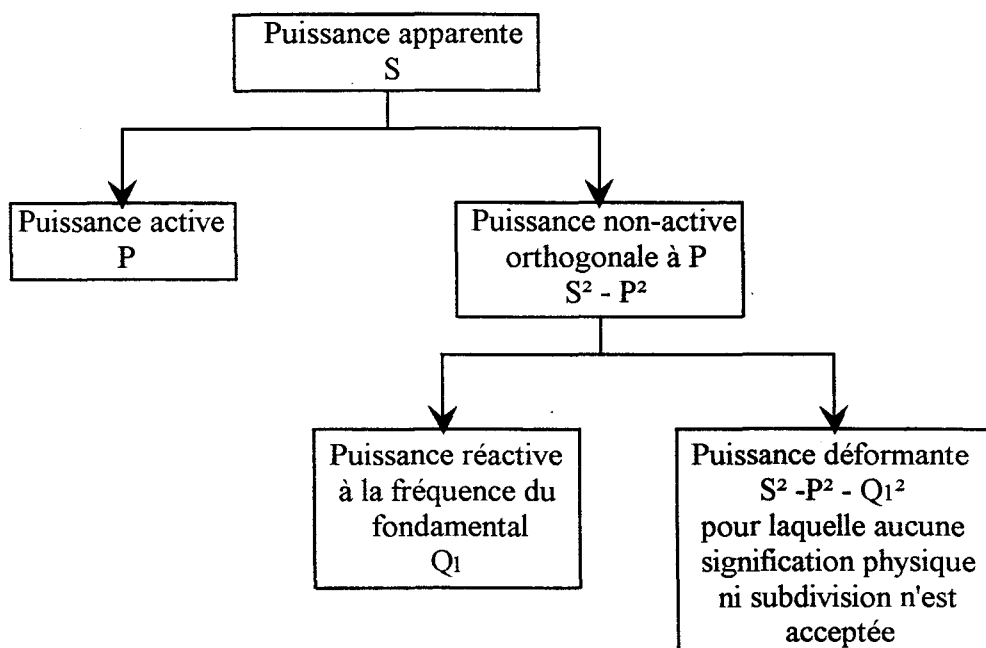 Puissance apparente
S
Puissance active
P
Puissance non-active
orthogonale à P
S² - P²
Puissance réactive
à la fréquence du
fondamental
Q1
Puissance déformante
S² -P² - Q1²
pour laquelle aucune
signification physique
ni subdivision n'est
acceptée